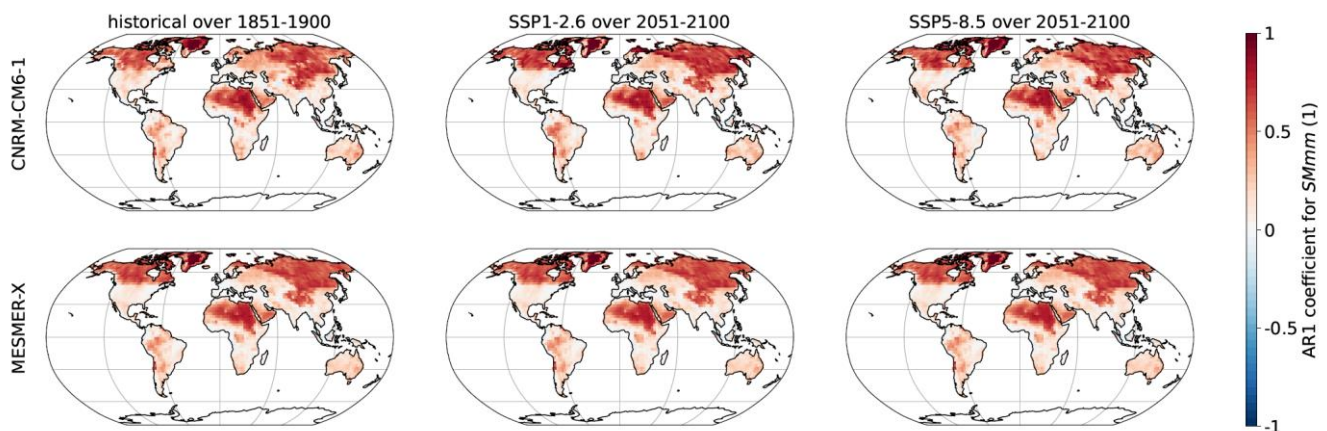 historical over 1851-1900
SSP1-2.6 over 2051-2100
SSP5-8.5 over 2051-2100
CNRM-CM6-1
MESMER-X
1
0.5
0
-0.5
-1
AR1 coefficient for SMmm (1)